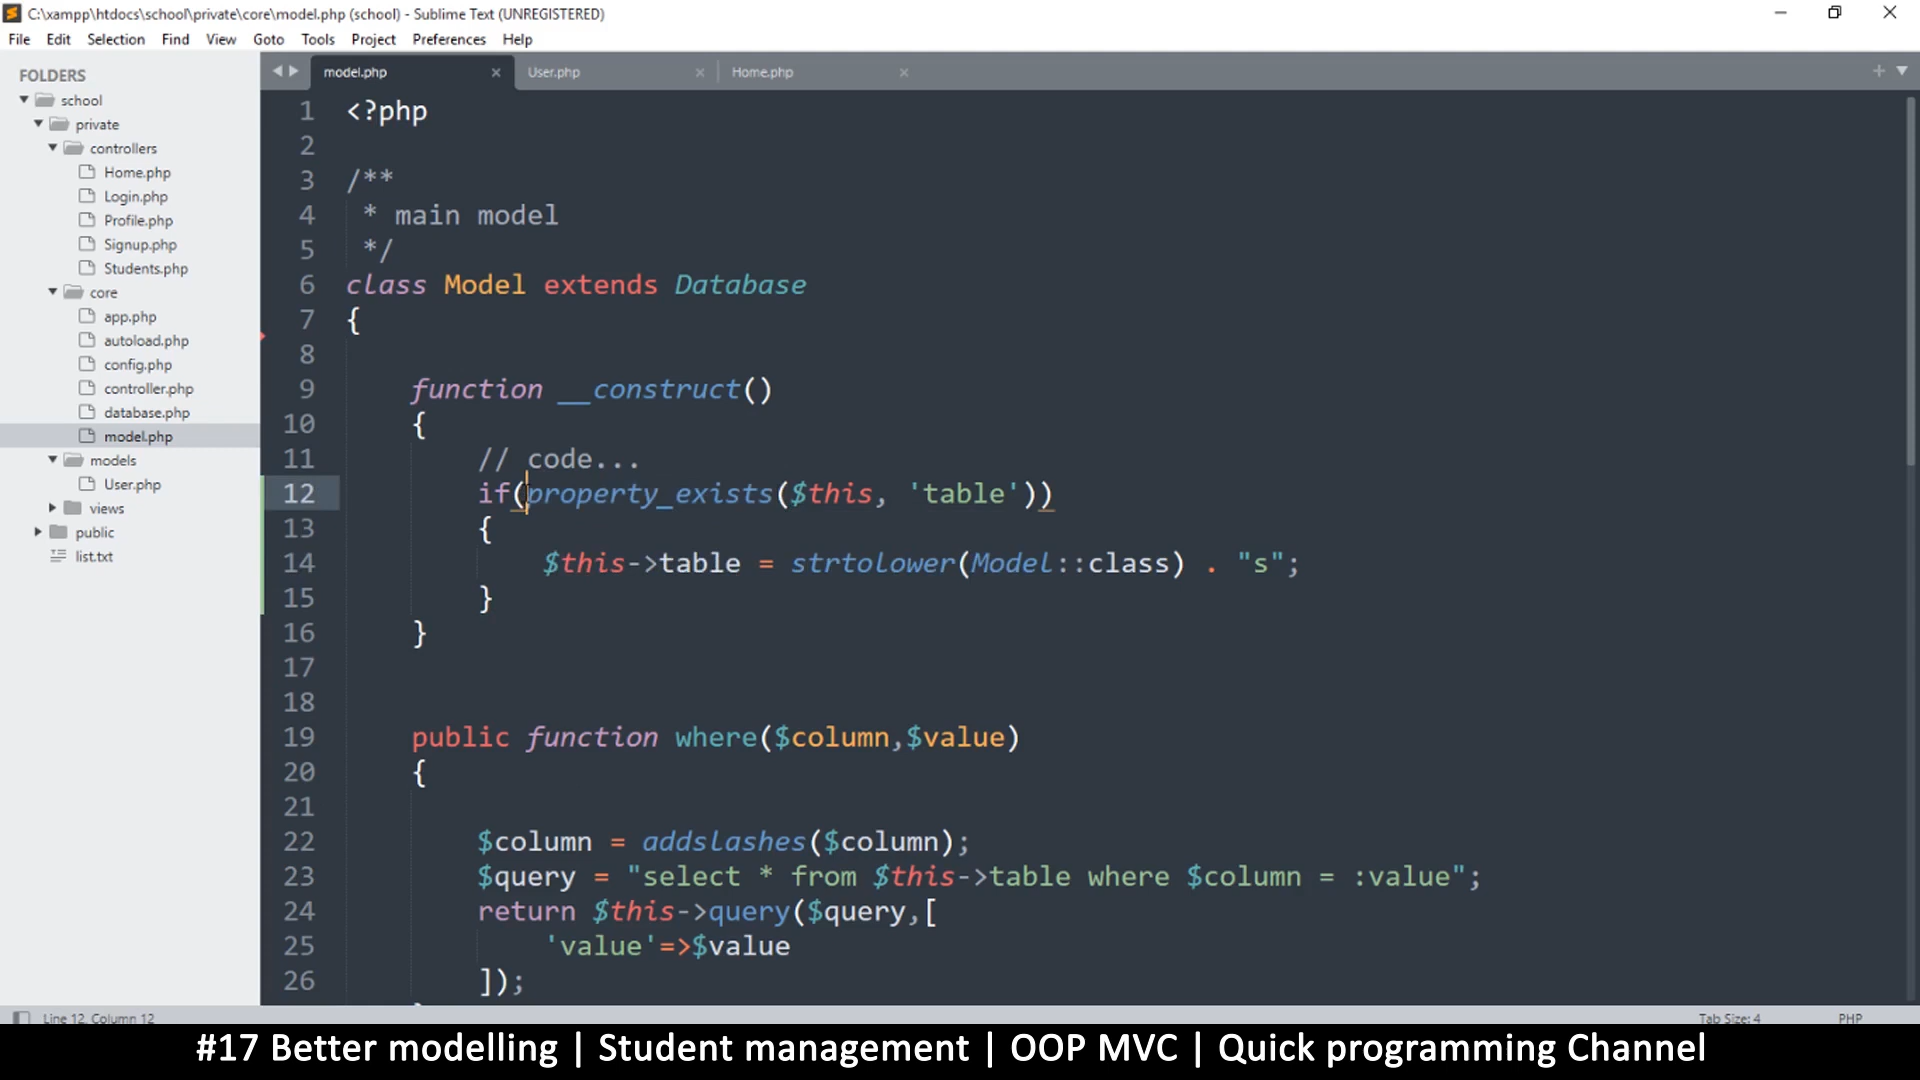 C:\xampp\htdocs\school\private\core\model.php (school) - Sublime Text (UNREGISTERED)
File Edit Selection Find View Goto Tools Project Preferences Help
FOLDERS
school
private
controllers
Home.php
Login.php
Profile.php
Signup.php
Students.php
core
app.php
autoload.php
config.php
controller.php
database.php
model.php
models
User.php
views
public
list.txt
model.php User.php Home.php
1 <?php
2
3 /**
4 * main model
5 */
6 class Model extends Database
7 {
8
9 function __construct()
10 {
11 // code...
12 if(property_exists($this, 'table'))
13 {
14 $this->table = strtolower(Model::class) . "s";
15 }
16 }
17
18
19 public function where($column,$value)
20 {
21
22 $column = addslashes($column);
23 $query = "select * from $this->table where $column = :value";
24 return $this->query($query,[
25 'value'=>$value
26 ]);
Line 12, Column 12 Tab Size: 4 PHP
#17 Better modelling | Student management | OOP MVC | Quick programming Channel